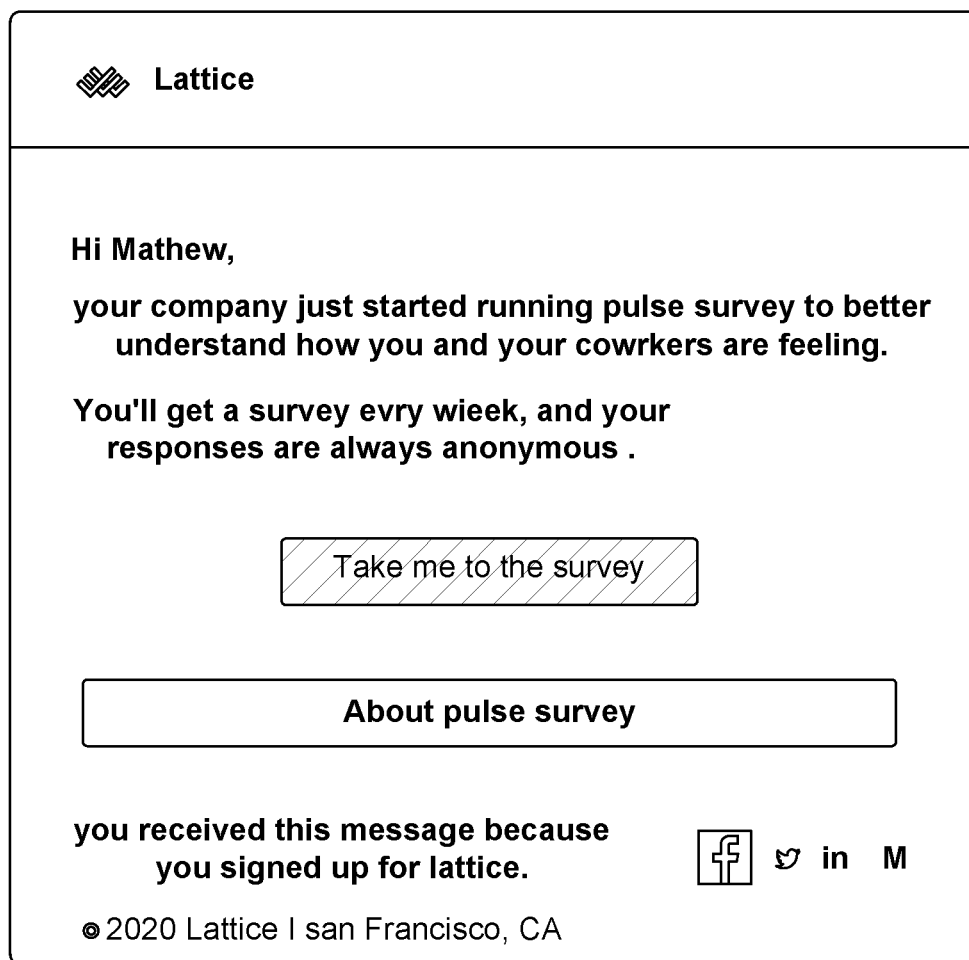 Lattice
Hi Mathew,
your company just started running pulse survey to better
understand how you and your cowrkers are feeling.
You'll get a survey evry wieek, and your
responses are always anonymous .
Take me to the survey
About pulse survey
you received this message because
you signed up for lattice.
in M
2020 Lattice I san Francisco, CA